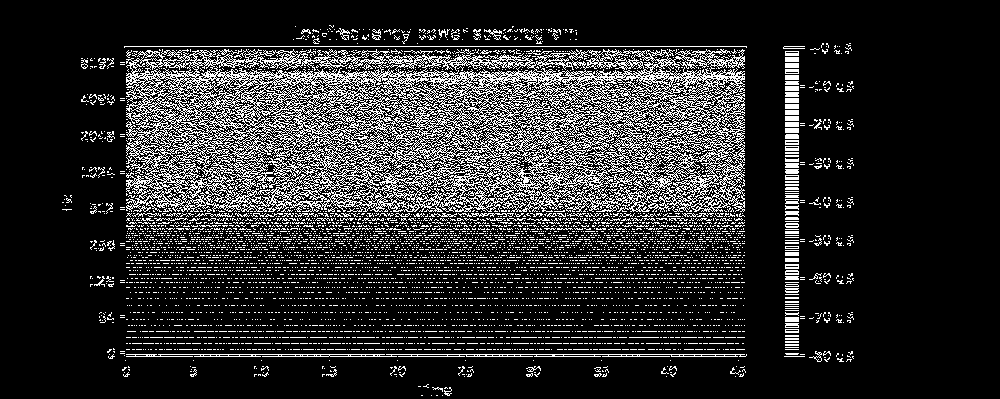 Log-frequency power spectrogram
8192
4096
2048
1024
512
256
128
64
0
Hz
0 5 10 15 20 25 30 35 40 45
Time
-0 dB
-10 dB
-20 dB
-30 dB
-40 dB
-50 dB
-60 dB
-70 dB
-80 dB